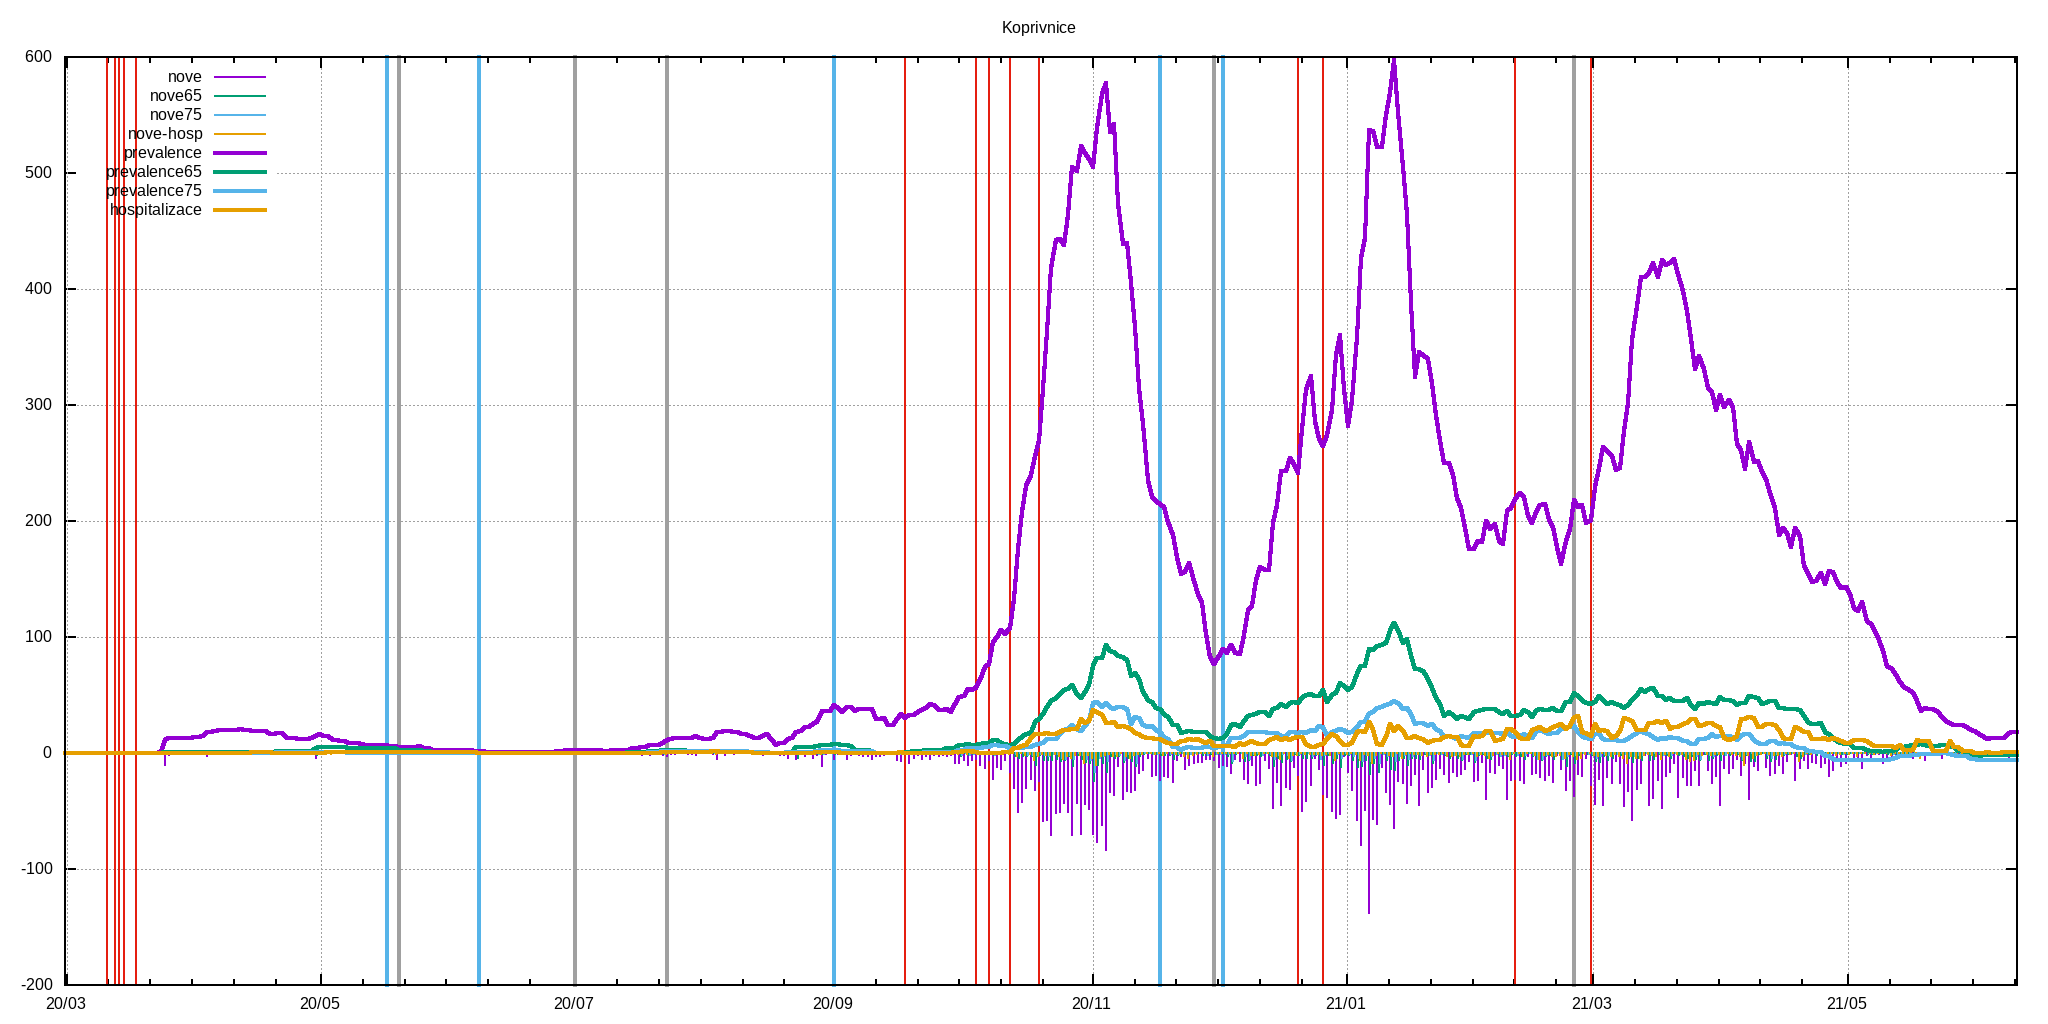 Koprivnice
600
500
400
300
200
100
0
-100
-200
nove
nove65
nove75
nove-hosp
prevalence
prevalence65
prevalence75
hospitalizace
20/03 20/05 20/07 20/09 20/11 21/01 21/03 21/05